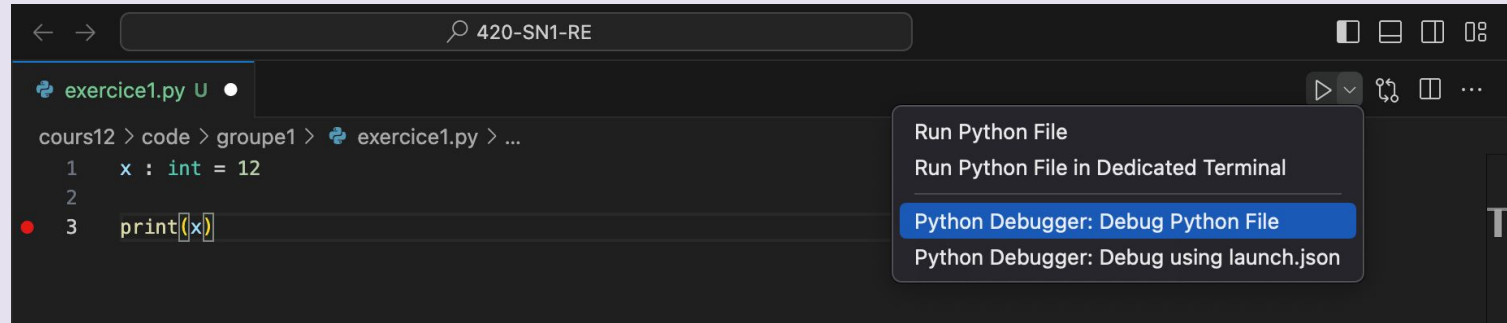 420-SN1-RE
exercice1.py U
cours12 > code > groupe1 > exercice1.py > ...
1 x : int = 12
2
3 print(x)
Run Python File
Run Python File in Dedicated Terminal
Python Debugger: Debug Python File
Python Debugger: Debug using launch.json
T